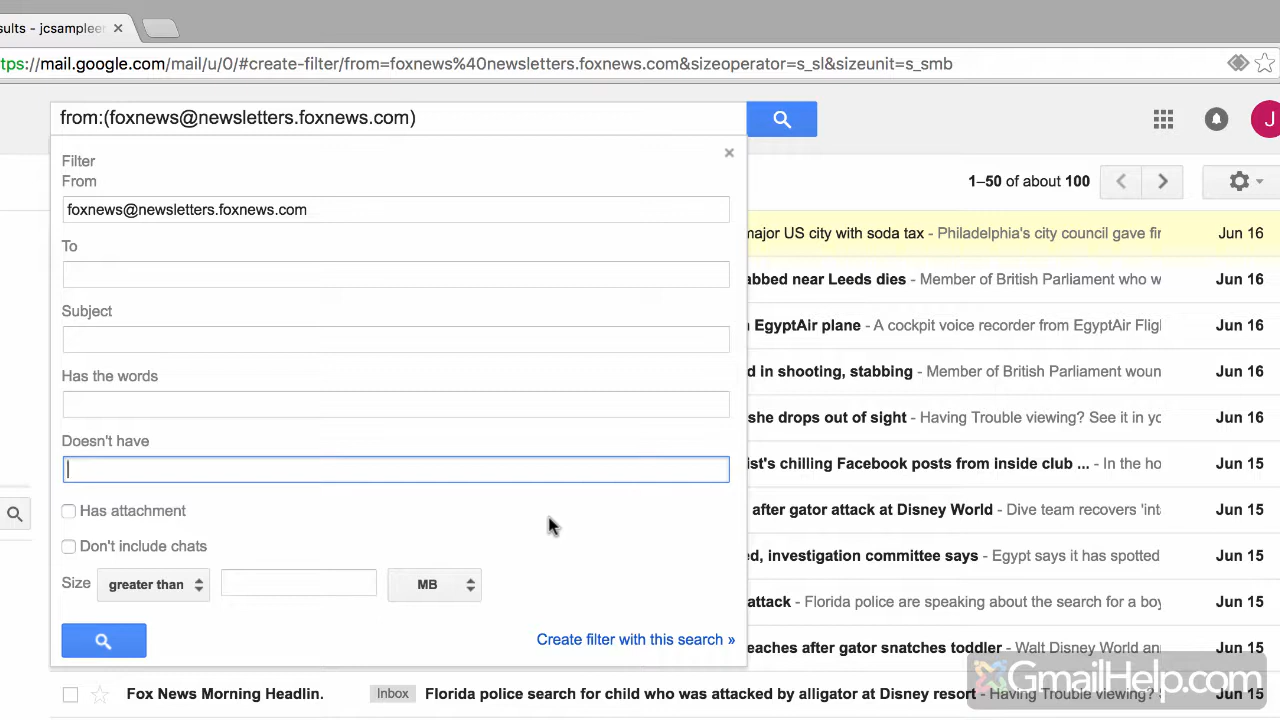 sults - jcsampleer
ttps://mail.google.com/mail/u/0/#create-filter/from=foxnews%40newsletters.foxnews.com&sizeoperator=s_sl&sizeunit=s_smb
from:(foxnews@newsletters.foxnews.com)
J
Filter
From
1–50 of about 100
foxnews@newsletters.foxnews.com
major US city with soda tax - Philadelphia's city council gave fir Jun 16
To
abbed near Leeds dies - Member of British Parliament who w Jun 16
Subject
EgyptAir plane - A cockpit voice recorder from EgyptAir Flig Jun 16
Has the words
d in shooting, stabbing - Member of British Parliament woun Jun 16
she drops out of sight - Having Trouble viewing? See it in yo Jun 16
Doesn't have
ist's chilling Facebook posts from inside club ... - In the ho Jun 15
Has attachment
after gator attack at Disney World - Dive team recovers 'inta Jun 15
Don't include chats
ed, investigation committee says - Egypt says it has spotted Jun 15
Size greater than MB
attack - Florida police are speaking about the search for a boy Jun 15
Create filter with this search »
eaches after gator snatches toddler - Walt Disney World an Jun 15
Fox News Morning Headlin. Inbox Florida police search for child who was attacked by alligator at Disney resort - Having Trouble viewing? S
GmailHelp.com